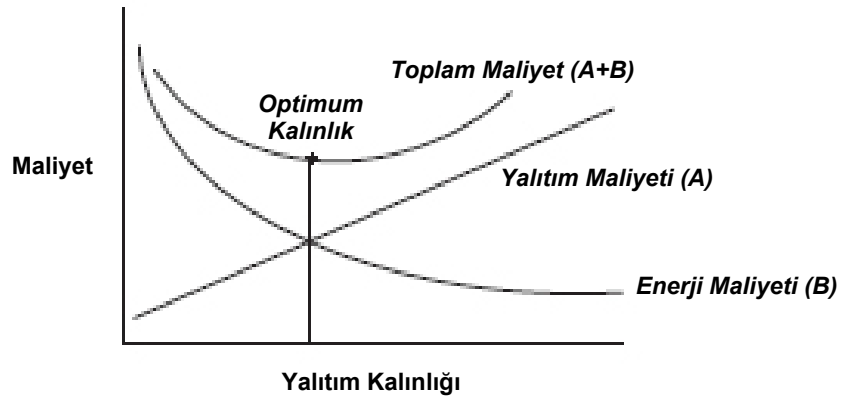 Toplam Maliyet (A+B)
Optimum
Kalınlık
Maliyet
Yalıtım Maliyeti (A)
Enerji Maliyeti (B)
Yalıtım Kalınlığı